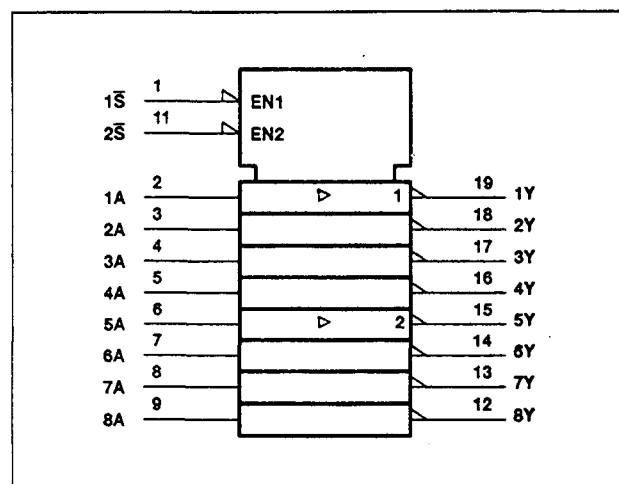 1S̅ 1 EN1
2S̅ 11 EN2
1A 2 1 19 1Y
2A 3 18 2Y
3A 4 17 3Y
4A 5 16 4Y
5A 6 2 15 5Y
6A 7 14 6Y
7A 8 13 7Y
8A 9 12 8Y